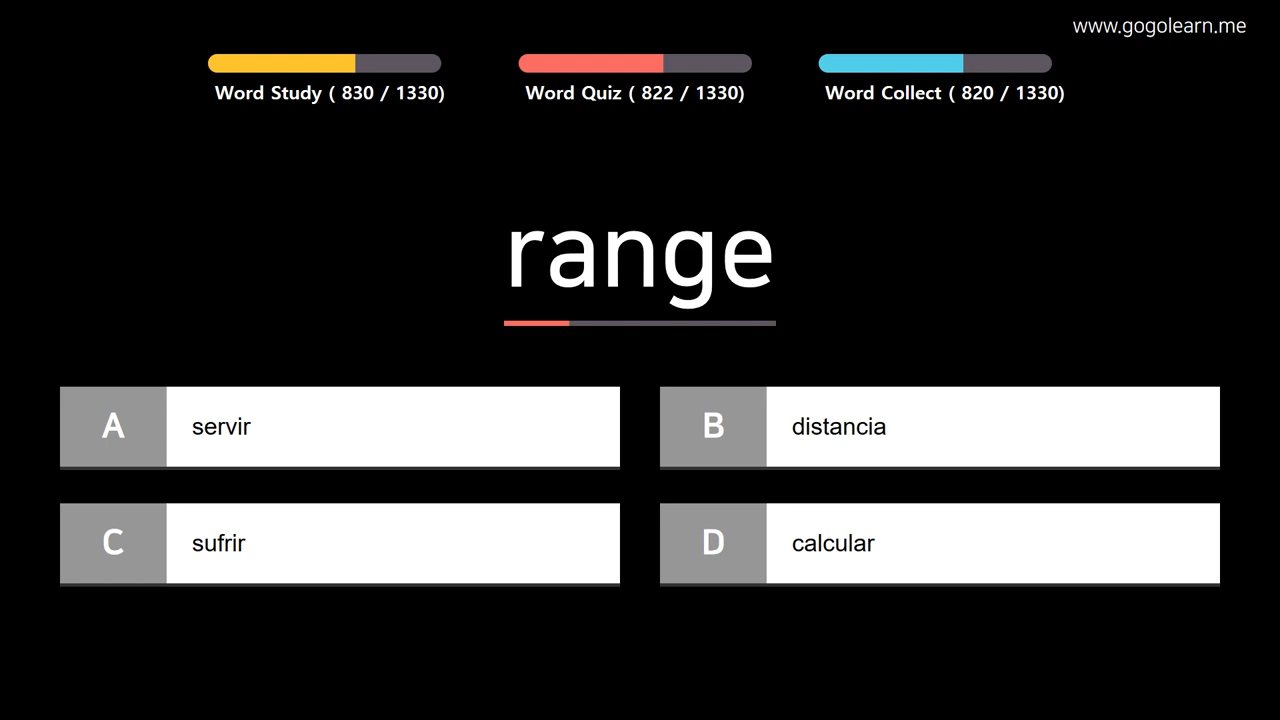 www.gogolearn.me
Word Study ( 830 / 1330)
Word Quiz ( 822 / 1330)
Word Collect ( 820 / 1330)
range
A servir
B distancia
C sufrir
D calcular